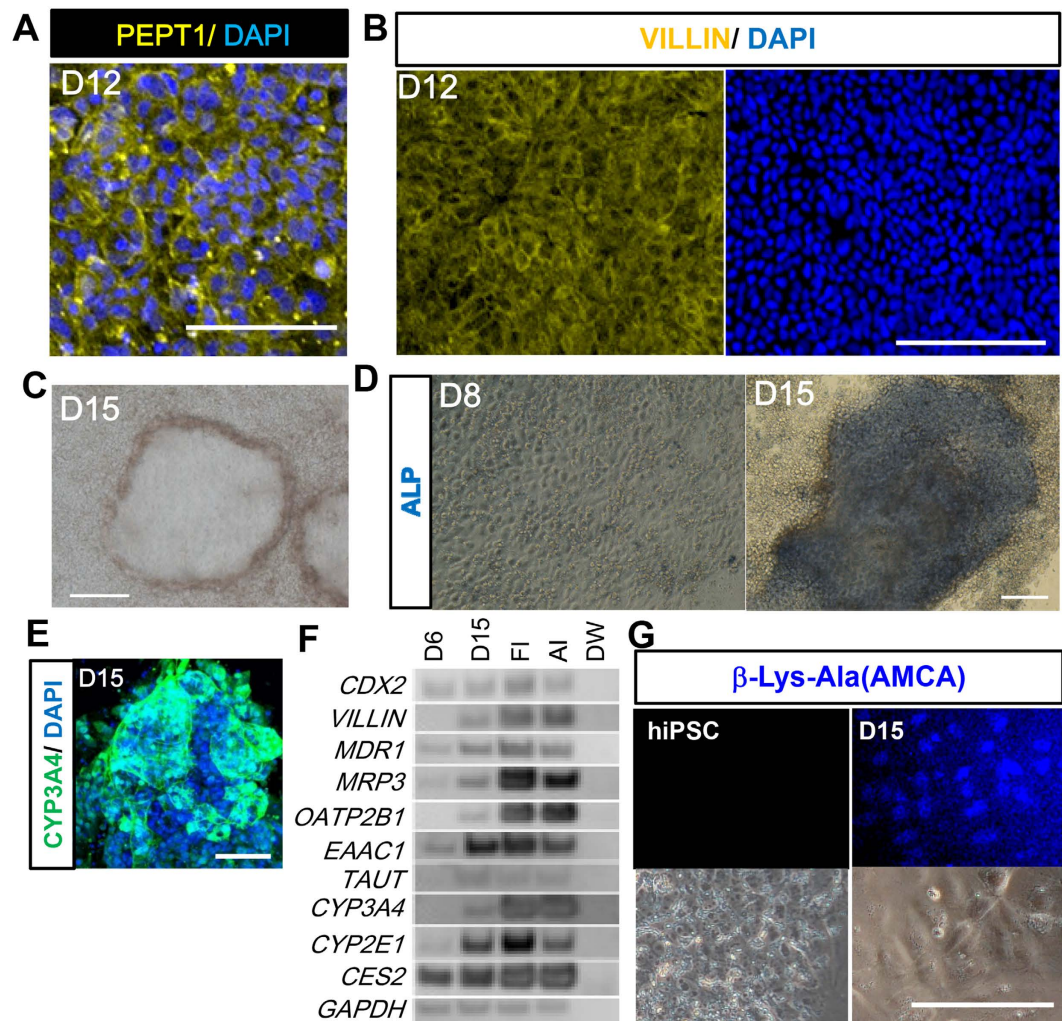 A
PEPT1/ DAPI
D12
B
VILLIN/ DAPI
D12
C
D15
D
ALP
D8
D15
E
CYP3A4/ DAPI
D15
F
D6 D15 FI AI DW
CDX2
VILLIN
MDR1
MRP3
OATP2B1
EAAC1
TAUT
CYP3A4
CYP2E1
CES2
GAPDH
G
β-Lys-Ala(AMCA)
hiPSC
D15